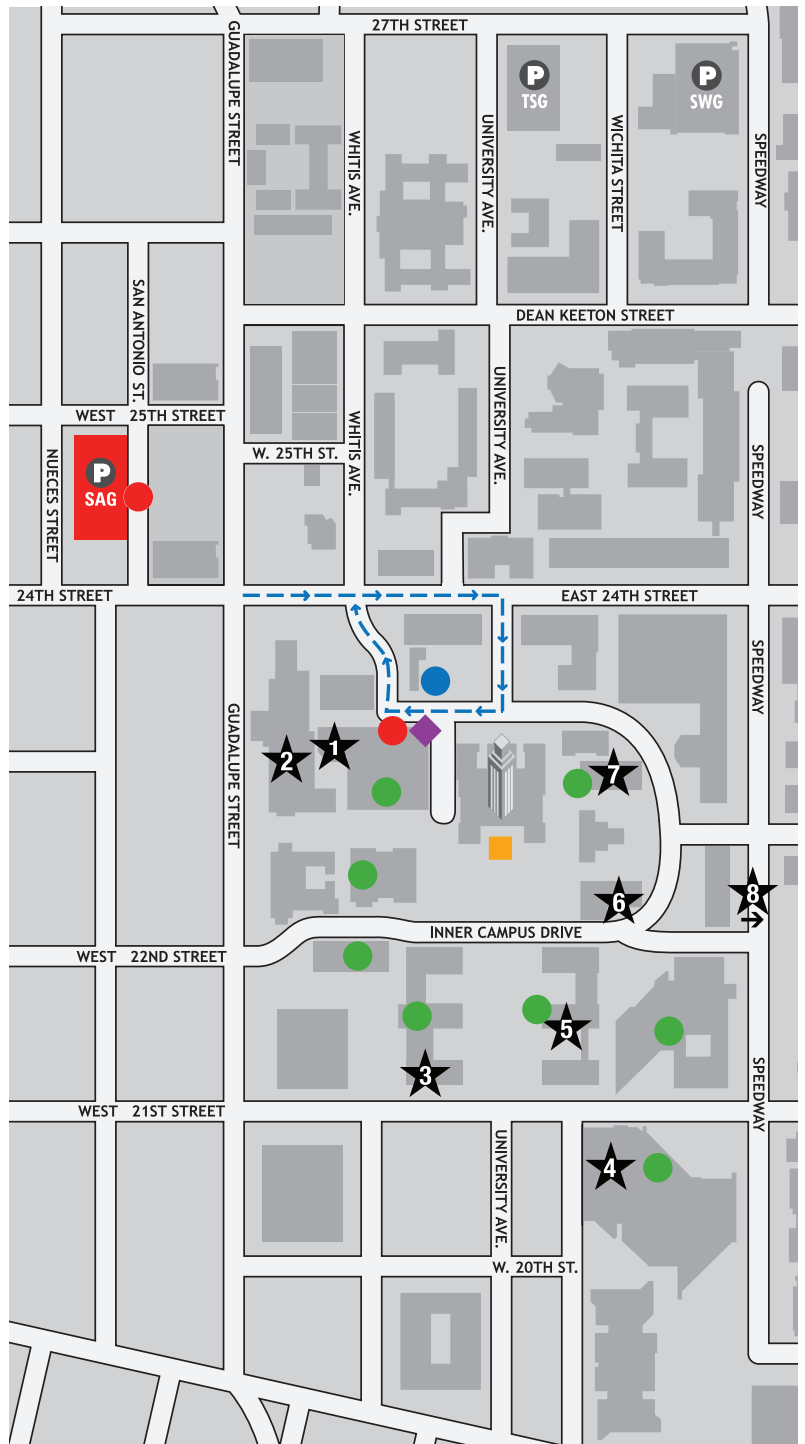 27TH STREET
GUADALUPE STREET
P
TSG
P
SWG
WHITIS AVE.
UNIVERSITY AVE.
WICHITA STREET
SPEEDWAY
SAN ANTONIO ST.
DEAN KEETON STREET
WEST 25TH STREET
W. 25TH ST.
WHITIS AVE.
UNIVERSITY AVE.
SPEEDWAY
NUECES STREET
P
SAG
24TH STREET
EAST 24TH STREET
SPEEDWAY
GUADALUPE STREET
1
2
7
6
8
INNER CAMPUS DRIVE
WEST 22ND STREET
5
3
SPEEDWAY
WEST 21ST STREET
UNIVERSITY AVE.
4
W. 20TH ST.